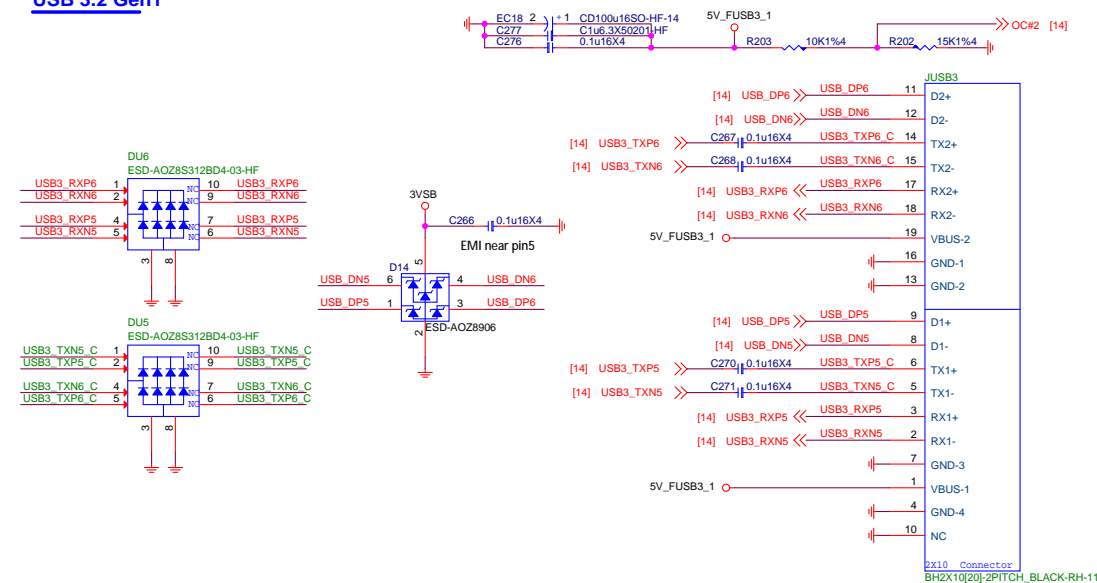 USB 3.2 Gen1
EC18 2 + 1 CD100u16SO-HF-14
C277 C1u6.3X50201-HF
C276 0.1u16X4
5V_FUSB3_1
R203 10K1%4
R202 15K1%4
OC#2 [14]
JUSB3
[14] USB_DP6 USB_DP6 11 D2+
[14] USB_DN6 USB_DN6 12 D2-
[14] USB3_TXP6 C267 0.1u16X4 USB3_TXP6_C 14 TX2+
[14] USB3_TXN6 C268 0.1u16X4 USB3_TXN6_C 15 TX2-
[14] USB3_RXP6 USB3_RXP6 17 RX2+
[14] USB3_RXN6 USB3_RXN6 18 RX2-
5V_FUSB3_1 19 VBUS-2
16 GND-1
13 GND-2
[14] USB_DP5 USB_DP5 9 D1+
[14] USB_DN5 USB_DN5 8 D1-
[14] USB3_TXP5 C270 0.1u16X4 USB3_TXP5_C 6 TX1+
[14] USB3_TXN5 C271 0.1u16X4 USB3_TXN5_C 5 TX1-
[14] USB3_RXP5 USB3_RXP5 3 RX1+
[14] USB3_RXN5 USB3_RXN5 2 RX1-
7 GND-3
5V_FUSB3_1 1 VBUS-1
4 GND-4
10 NC
2X10 Connector
BH2X10[20]-2PITCH_BLACK-RH-11
DU6
ESD-AOZ8S312BD4-03-HF
USB3_RXP6 1 NC 10 USB3_RXP6
USB3_RXN6 2 NC 9 USB3_RXN6
USB3_RXP5 4 NC 7 USB3_RXP5
USB3_RXN5 5 NC 6 USB3_RXN5
3 8
DU5
ESD-AOZ8S312BD4-03-HF
USB3_TXN5_C 1 NC 10 USB3_TXN5_C
USB3_TXP5_C 2 NC 9 USB3_TXP5_C
USB3_TXN6_C 4 NC 7 USB3_TXN6_C
USB3_TXP6_C 5 NC 6 USB3_TXP6_C
3 8
3VSB
C266 0.1u16X4
EMI near pin5
D14 5
USB_DN5 6 4 USB_DN6
USB_DP5 1 3 USB_DP6
2 ESD-AOZ8906